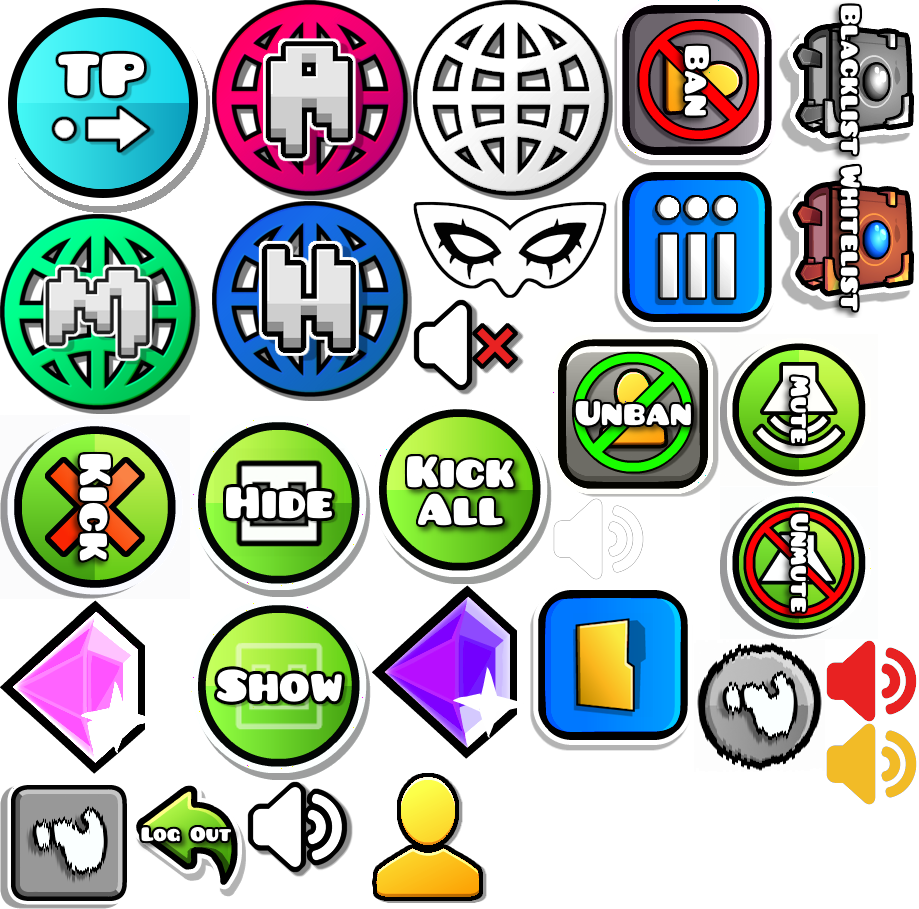 TP
A
BAN
BLACKLIST
M
H
WHITELIST
UNBAN
MUTE
KICK
HIDE
KICK
ALL
UNMUTE
SHOW
LOG OUT